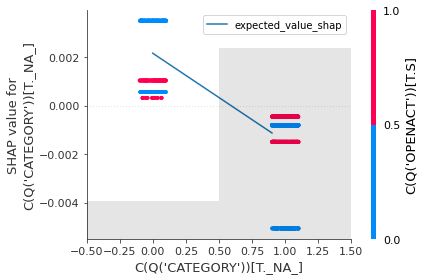 expected_value_shap
SHAP value for
C(Q('CATEGORY'))[T._NA_]
0.002
0.000
−0.002
−0.004
−0.50 −0.25 0.00 0.25 0.50 0.75 1.00 1.25 1.50
C(Q('CATEGORY'))[T._NA_]
1.0
0.5
0.0
C(Q('OPENACT'))[T.S]